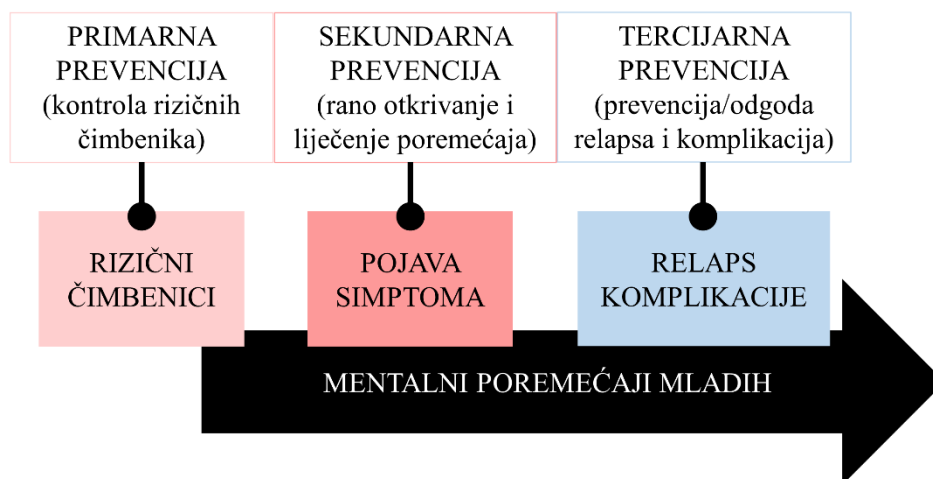 PRIMARNA
PREVENCIJA
(kontrola rizičnih
čimbenika)
SEKUNDARNA
PREVENCIJA
(rano otkrivanje i
liječenje poremećaja)
TERCIJARNA
PREVENCIJA
(prevencija/odgoda
relapsa i komplikacija)
RIZIČNI
ČIMBENICI
POJAVA
SIMPTOMA
RELAPS
KOMPLIKACIJE
MENTALNI POREMEĆAJI MLADIH